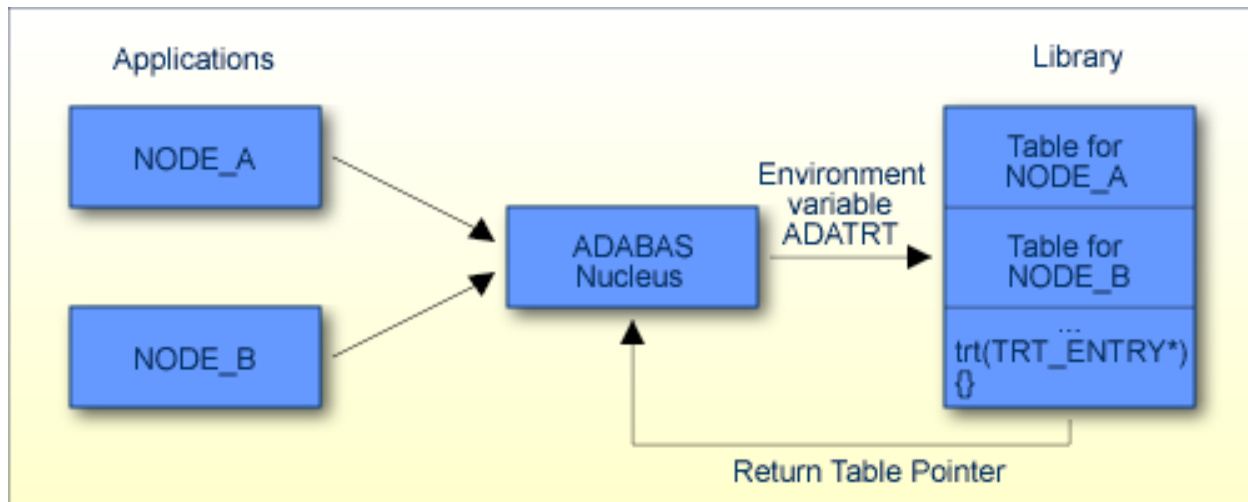 Applications
Library
NODE_A
NODE_B
ADABAS
Nucleus
Environment
variable
ADATRT
Table for
NODE_A
Table for
NODE_B
...
trt(TRT_ENTRY*)
{}
Return Table Pointer